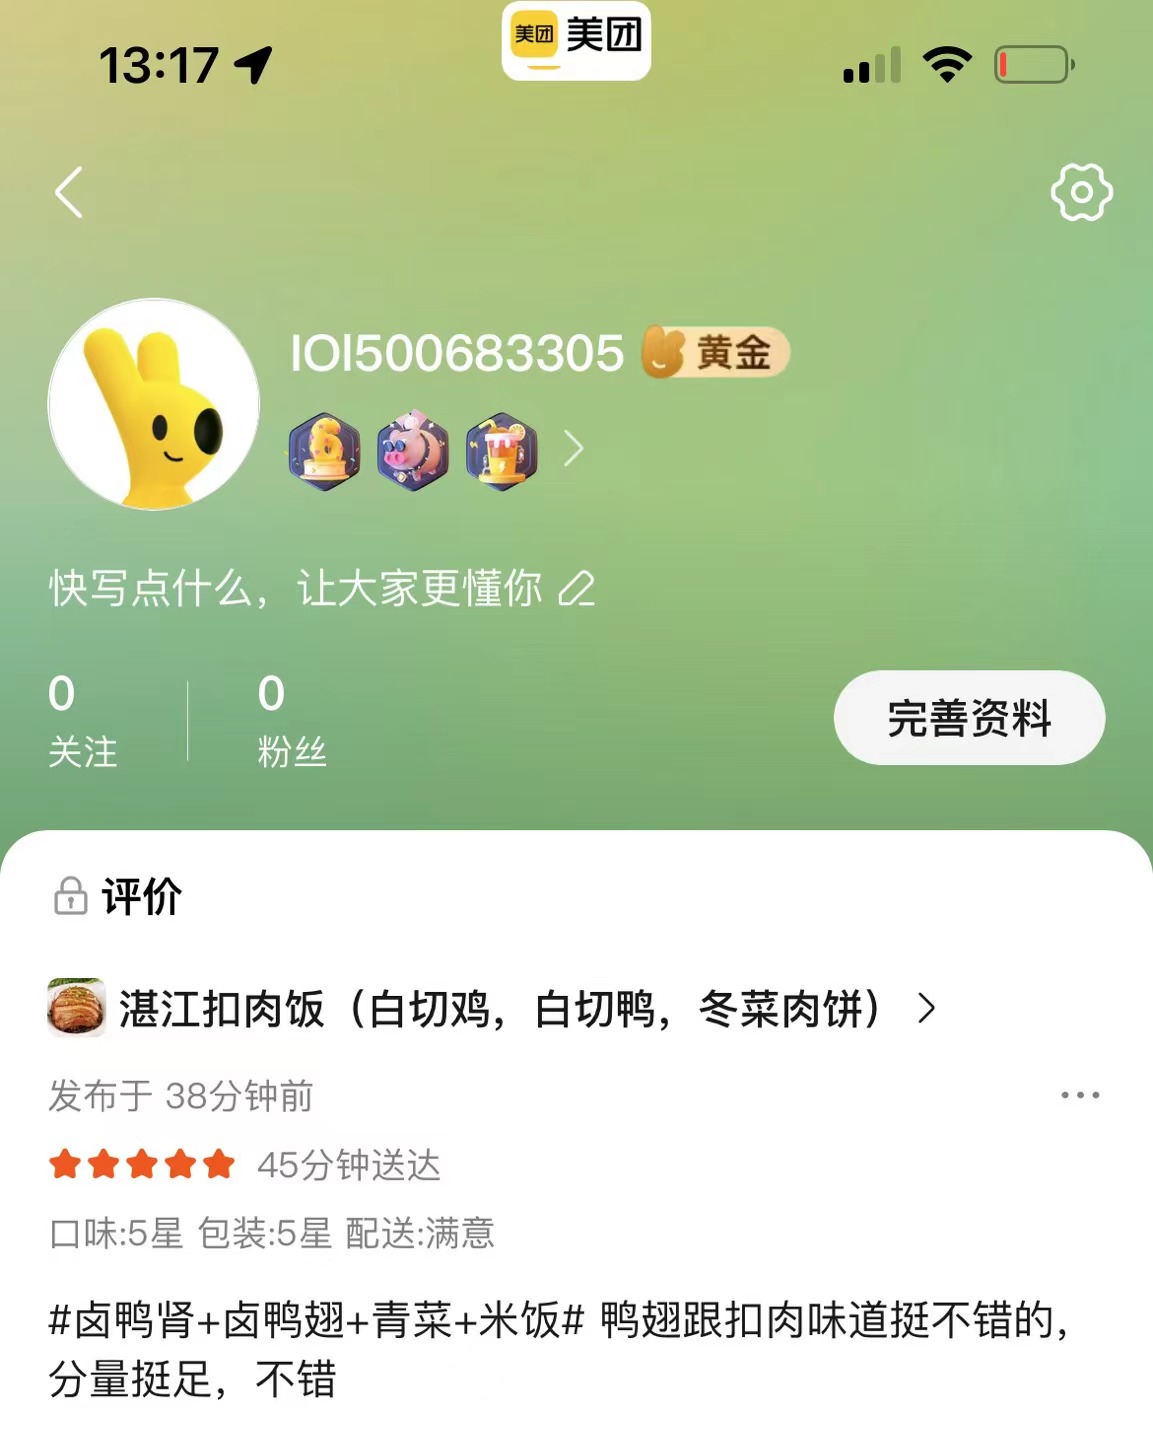 13:17
美团 美团
IOI500683305 黄金
快写点什么，让大家更懂你
0 0
关注 粉丝
完善资料
评价
湛江扣肉饭（白切鸡，白切鸭，冬菜肉饼）
发布于 38分钟前
45分钟送达
口味:5星 包装:5星 配送:满意
#卤鸭肾+卤鸭翅+青菜+米饭# 鸭翅跟扣肉味道挺不错的，
分量挺足，不错